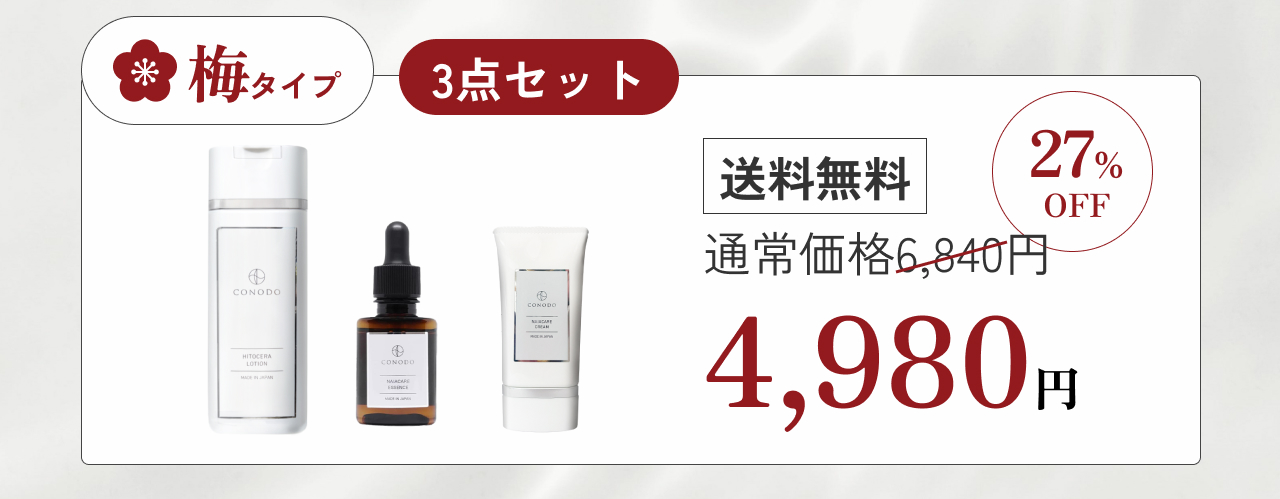 梅タイプ
3点セット
27%
OFF
送料無料
通常価格6,840円
4,980円
CONODO
HITOCERA
LOTION
MADE IN JAPAN
CONODO
ESSENCE
MADE IN JAPAN
CONODO
CREAM
MADE IN JAPAN